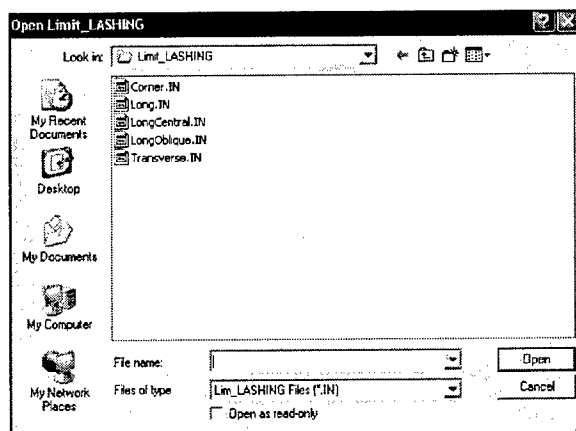 Open Limit_LASHING
Look in: Limit_LASHING
Corner.IN
Long.IN
LongCentral.IN
LongOblique.IN
Transverse.IN
My Recent
Documents
Desktop
My Documents
My Computer
My Network
Places
File name:
Open
Files of type
Lim_LASHING Files (*.IN)
Cancel
Open as read-only